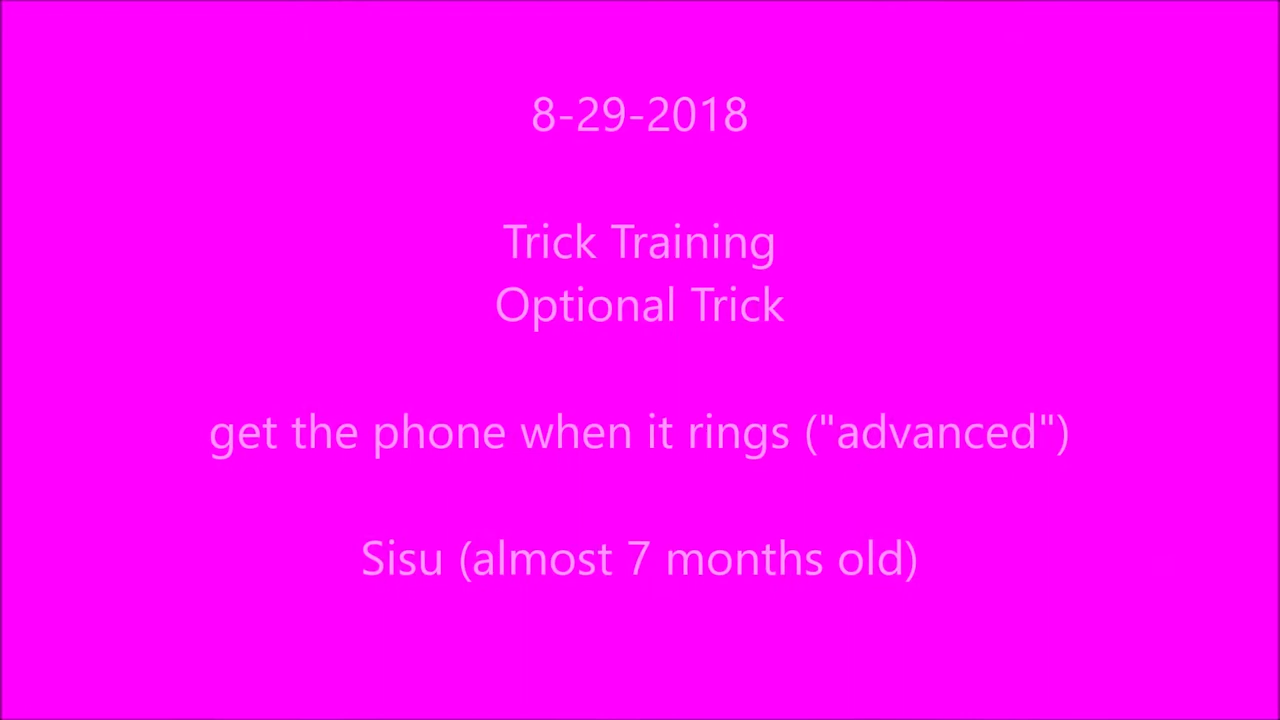 8-29-2018
Trick Training
Optional Trick
get the phone when it rings ("advanced")
Sisu (almost 7 months old)